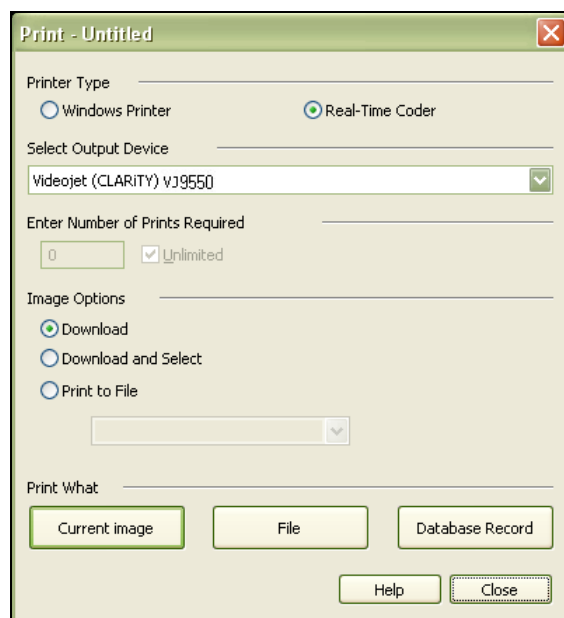 Print - Untitled
Printer Type
Windows Printer Real-Time Coder
Select Output Device
Videojet (CLARiTY) VJ9550
Enter Number of Prints Required
0 Unlimited
Image Options
Download
Download and Select
Print to File
Print What
Current image File Database Record
Help Close